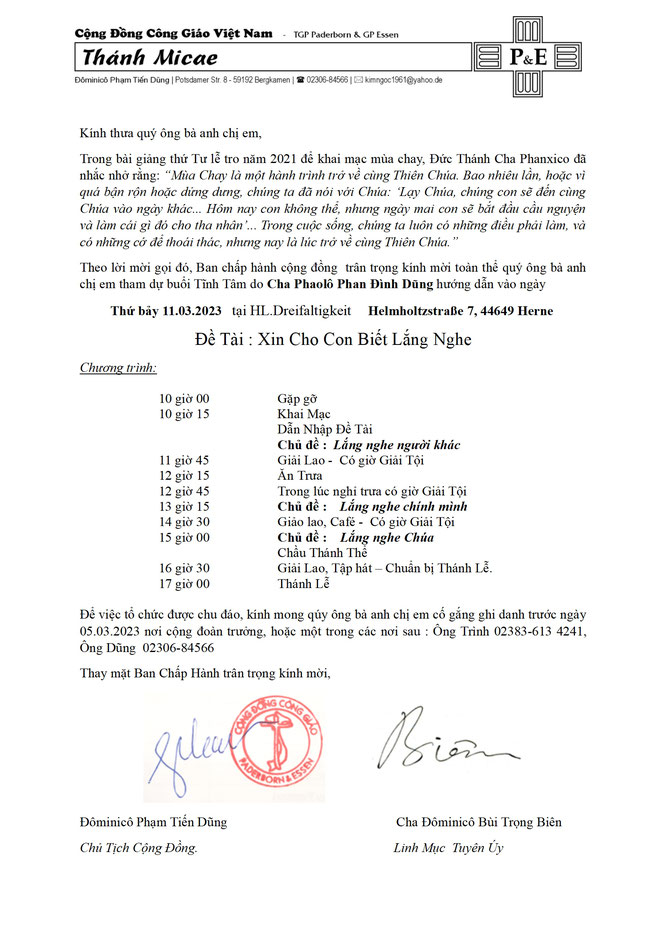 Cộng Đồng Công Giáo Việt Nam - TGP Paderborn & GP Essen
Thánh Micae
P&E
Đôminicô Phạm Tiến Dũng | Potsdamer Str. 8 - 59192 Bergkamen | ☎ 02306-84566 | ✉ kimngoc1961@yahoo.de
Kính thưa quý ông bà anh chị em,
Trong bài giảng thứ Tư lễ tro năm 2021 để khai mạc mùa chay, Đức Thánh Cha Phanxico đã
nhắc nhở rằng: “Mùa Chay là một hành trình trở về cùng Thiên Chúa. Bao nhiêu lần, hoặc vì
quá bận rộn hoặc dửng dưng, chúng ta đã nói với Chúa: ‘Lạy Chúa, chúng con sẽ đến cùng
Chúa vào ngày khác... Hôm nay con không thể, nhưng ngày mai con sẽ bắt đầu cầu nguyện
và làm cái gì đó cho tha nhân’... Trong cuộc sống, chúng ta luôn có những điều phải làm, và
có những cớ để thoái thác, nhưng nay là lúc trở về cùng Thiên Chúa.”
Theo lời mời gọi đó, Ban chấp hành cộng đồng trân trọng kính mời toàn thể quý ông bà anh
chị em tham dự buổi Tĩnh Tâm do Cha Phaolô Phan Đình Dũng hướng dẫn vào ngày
Thứ bảy 11.03.2023 tại HL.Dreifaltigkeit Helmholtzstraße 7, 44649 Herne
Đề Tài : Xin Cho Con Biết Lắng Nghe
Chương trình:
10 giờ 00 Gặp gỡ
10 giờ 15 Khai Mạc
Dẫn Nhập Đề Tài
Chủ đề : Lắng nghe người khác
11 giờ 45 Giải Lao - Có giờ Giải Tội
12 giờ 15 Ăn Trưa
12 giờ 45 Trong lúc nghỉ trưa có giờ Giải Tội
13 giờ 15 Chủ đề : Lắng nghe chính mình
14 giờ 30 Giáo lao, Café - Có giờ Giải Tội
15 giờ 00 Chủ đề : Lắng nghe Chúa
Chầu Thánh Thể
16 giờ 30 Giải Lao, Tập hát – Chuẩn bị Thánh Lễ.
17 giờ 00 Thánh Lễ
Để việc tổ chức được chu đáo, kính mong qúy ông bà anh chị em cố gắng ghi danh trước ngày
05.03.2023 nơi cộng đoàn trưởng, hoặc một trong các nơi sau : Ông Trình 02383-613 4241,
Ông Dũng 02306-84566
Thay mặt Ban Chấp Hành trân trọng kính mời,
CỘNG ĐỒNG CÔNG GIÁO
PADERBORN & ESSEN
Biên
Đôminicô Phạm Tiến Dũng Cha Đôminicô Bùi Trọng Biên
Chủ Tịch Cộng Đồng. Linh Mục Tuyên Úy